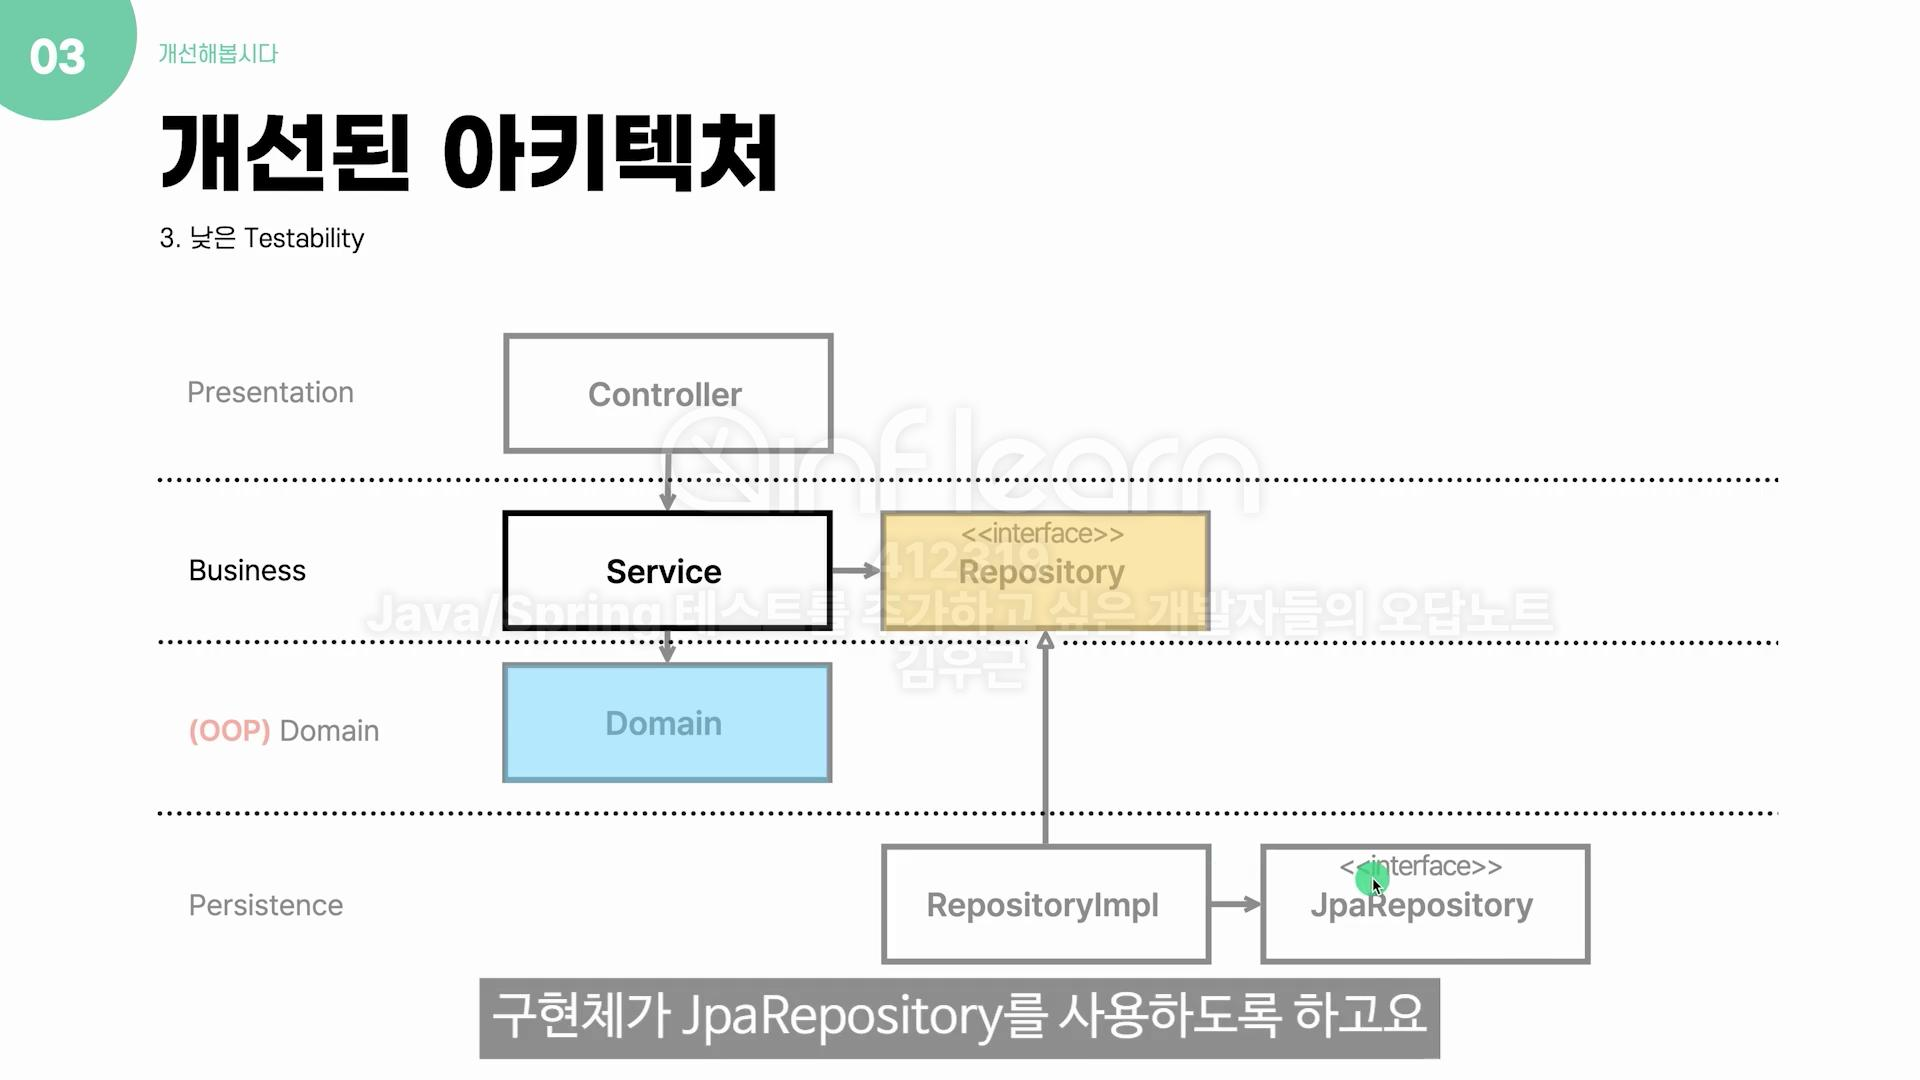 03
개선해봅시다
개선된 아키텍처
3. 낮은 Testability
Presentation
Controller
inflearn
Business
Service
<<interface>>
Repository
412319
Java/Spring 테스트를 추가하고 싶은 개발자들의 오답노트
김우근
(OOP) Domain
Domain
Persistence
RepositoryImpl
<<interface>>
JpaRepository
구현체가 JpaRepository를 사용하도록 하고요